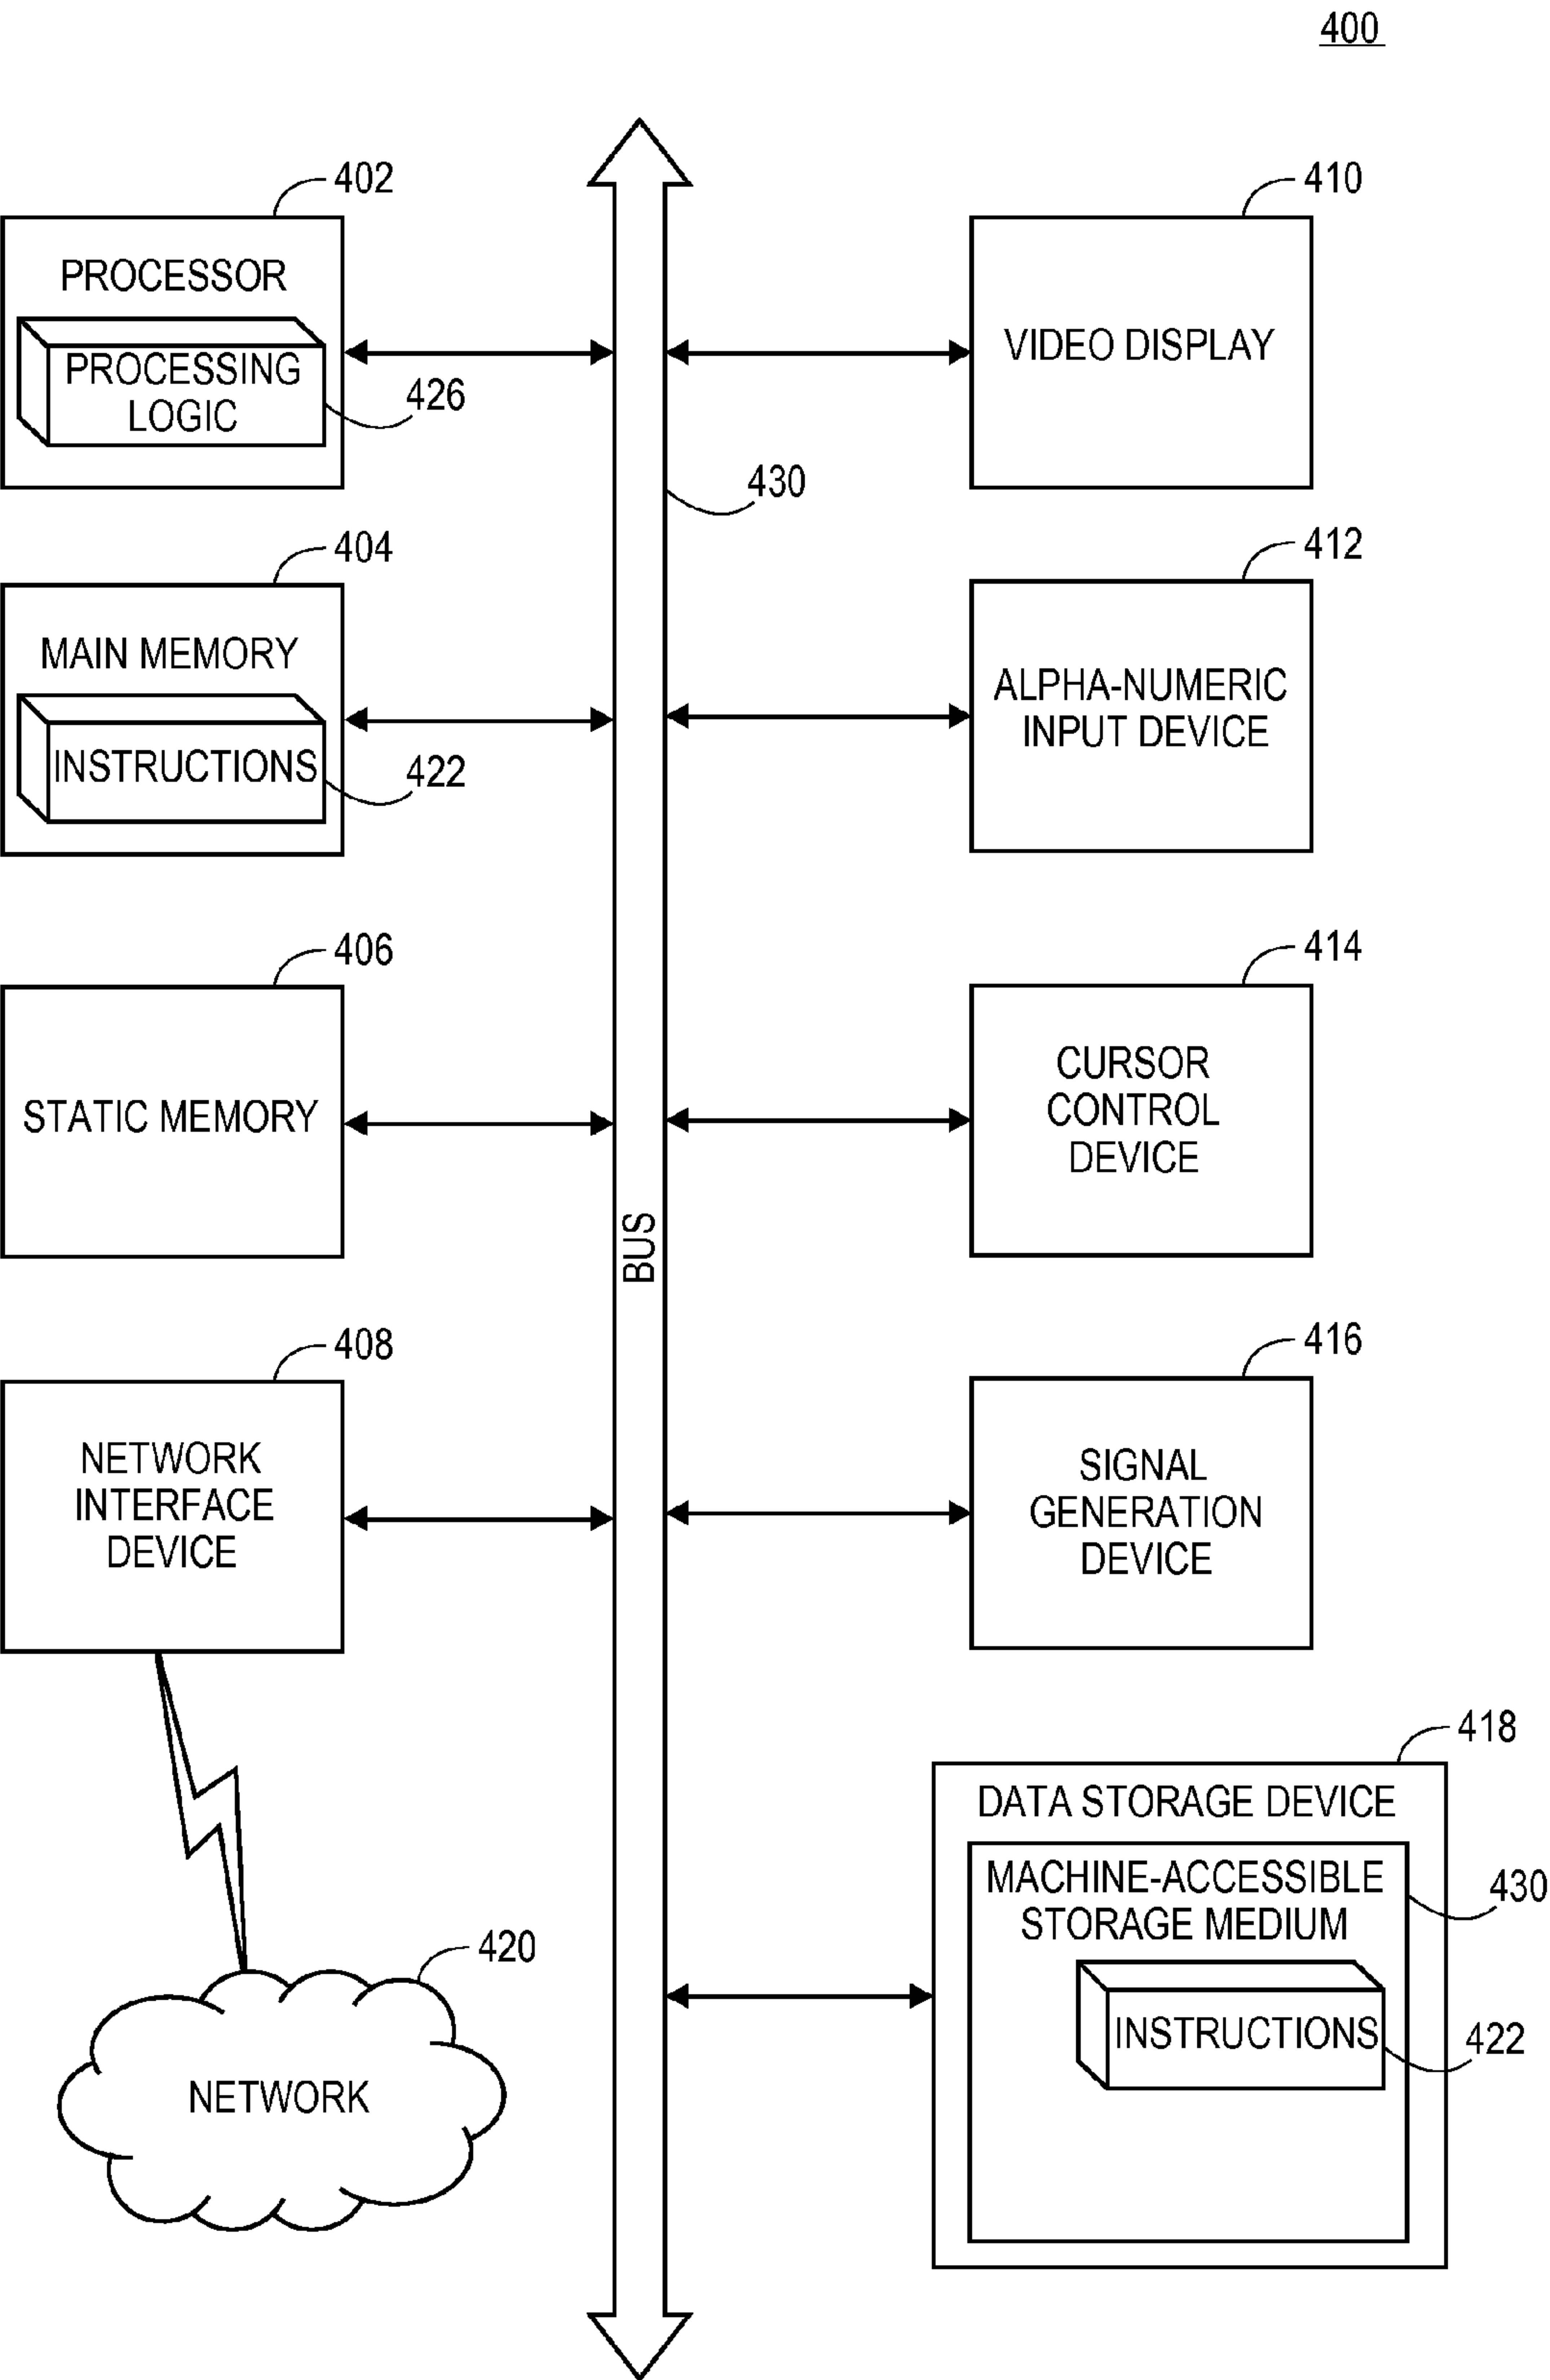 400
402
PROCESSOR
PROCESSING
LOGIC
426
404
MAIN MEMORY
INSTRUCTIONS
422
406
STATIC MEMORY
408
NETWORK
INTERFACE
DEVICE
420
NETWORK
430
BUS
410
VIDEO DISPLAY
412
ALPHA-NUMERIC
INPUT DEVICE
414
CURSOR
CONTROL
DEVICE
416
SIGNAL
GENERATION
DEVICE
418
DATA STORAGE DEVICE
MACHINE-ACCESSIBLE
STORAGE MEDIUM
430
INSTRUCTIONS
422